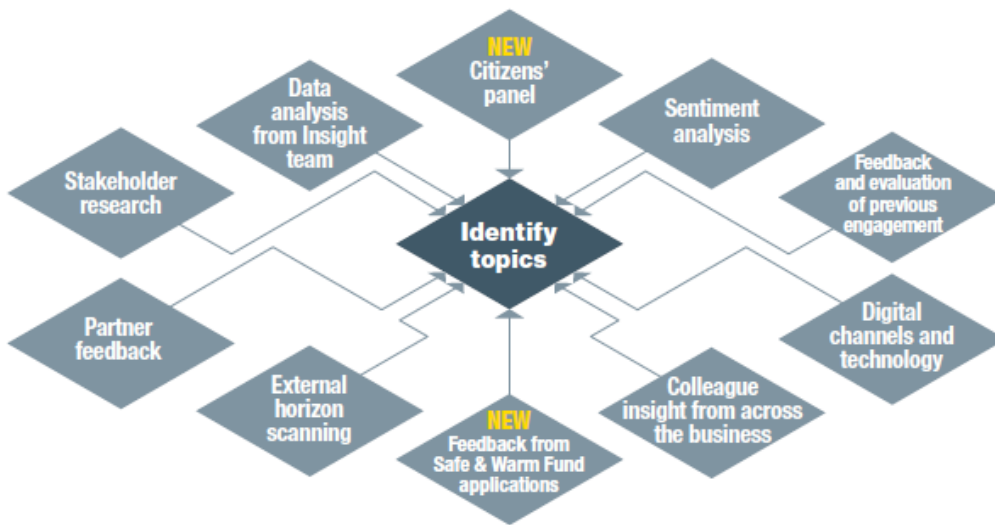 NEW
Citizens'
panel
Data
analysis
from Insight
team
Sentiment
analysis
Stakeholder
research
Feedback
and evaluation
of previous
engagement
Identify
topics
Partner
feedback
Digital
channels and
technology
External
horizon
scanning
Colleague
insight from across
the business
NEW
Feedback from
Safe & Warm Fund
applications